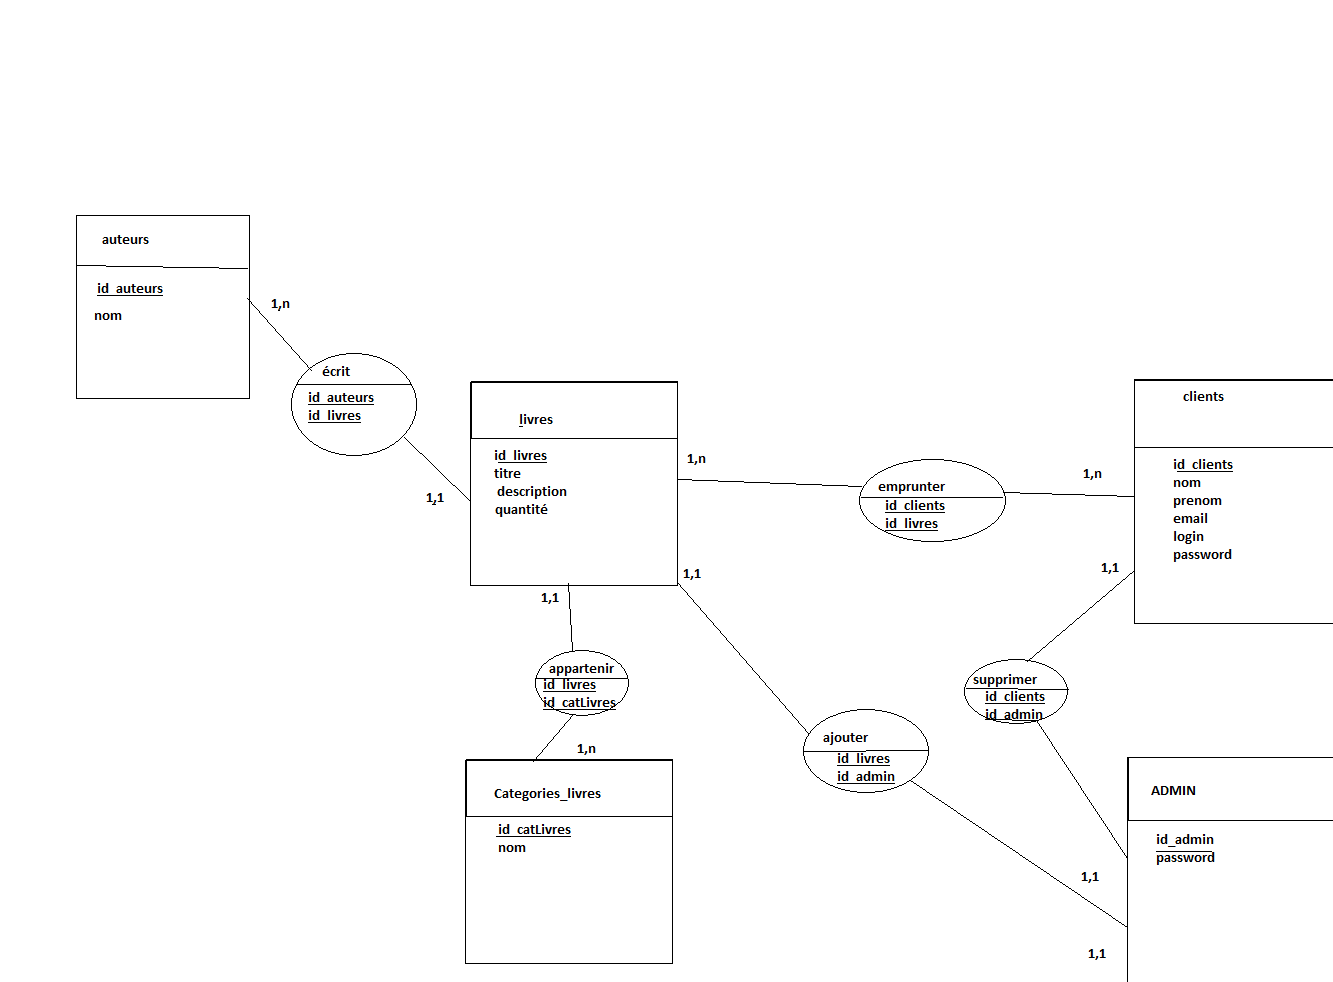 auteurs
id_auteurs
nom
1,n
écrit
id_auteurs
id_livres
1,1
livres
id_livres
titre
description
quantité
1,n
emprunter
id_clients
id_livres
1,n
clients
id_clients
nom
prenom
email
login
password
1,1
1,1
1,1
appartenir
id_livres
id_catLivres
1,n
Categories_livres
id_catLivres
nom
ajouter
id_livres
id_admin
supprimer
id_clients
id_admin
1,1
1,1
ADMIN
id_admin
password